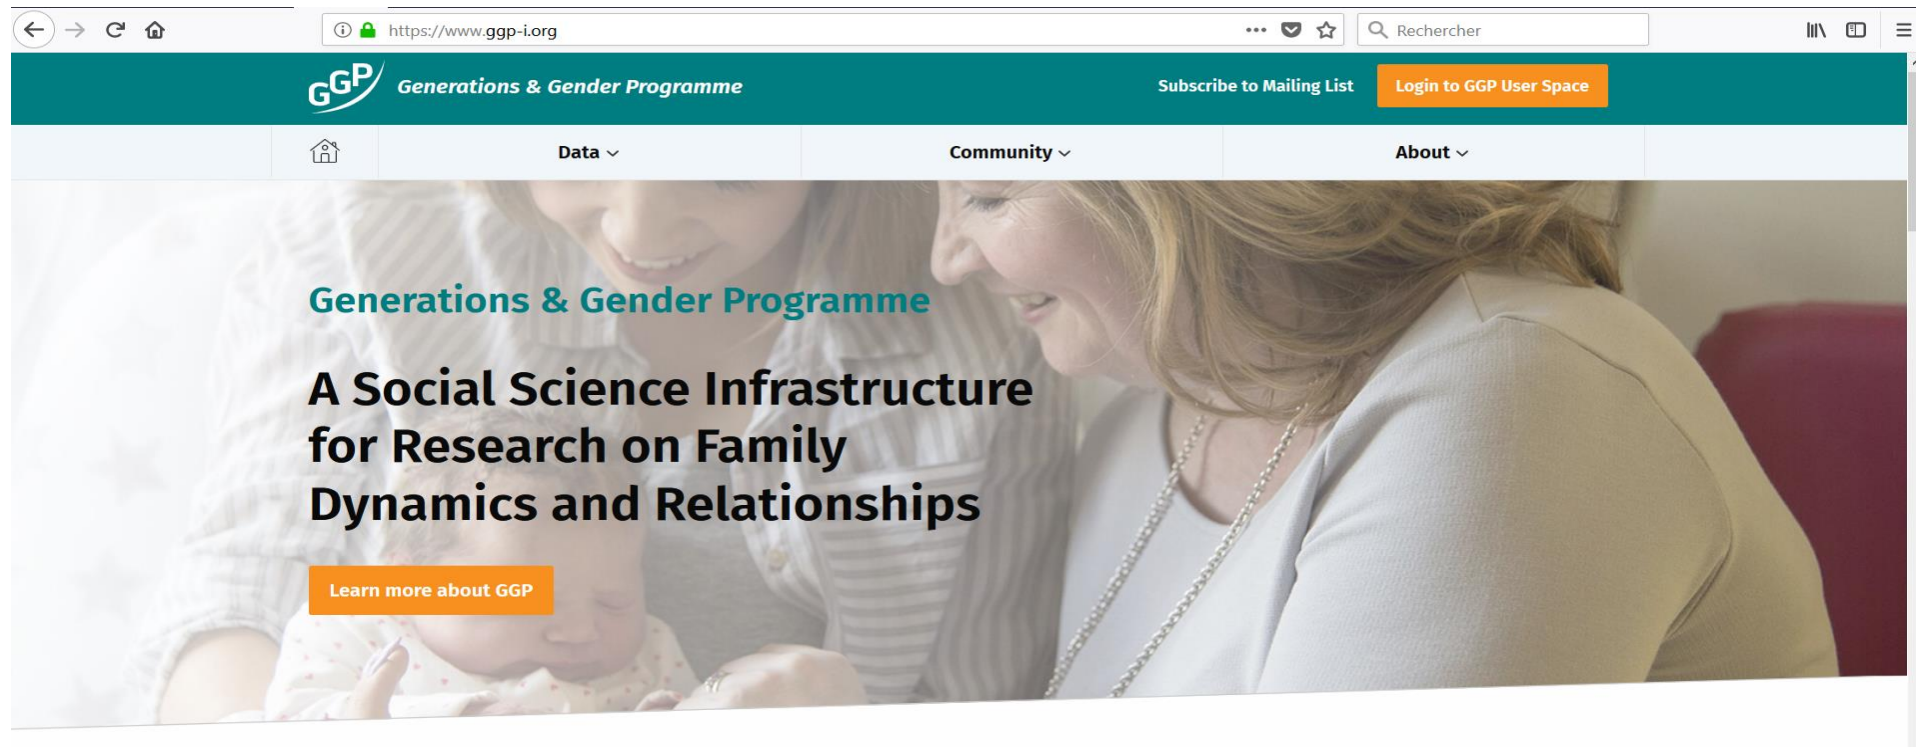 https://www.ggp-i.org
Rechercher
GGP Generations & Gender Programme
Subscribe to Mailing List
Login to GGP User Space
Data
Community
About
Generations & Gender Programme
A Social Science Infrastructure
for Research on Family
Dynamics and Relationships
Learn more about GGP